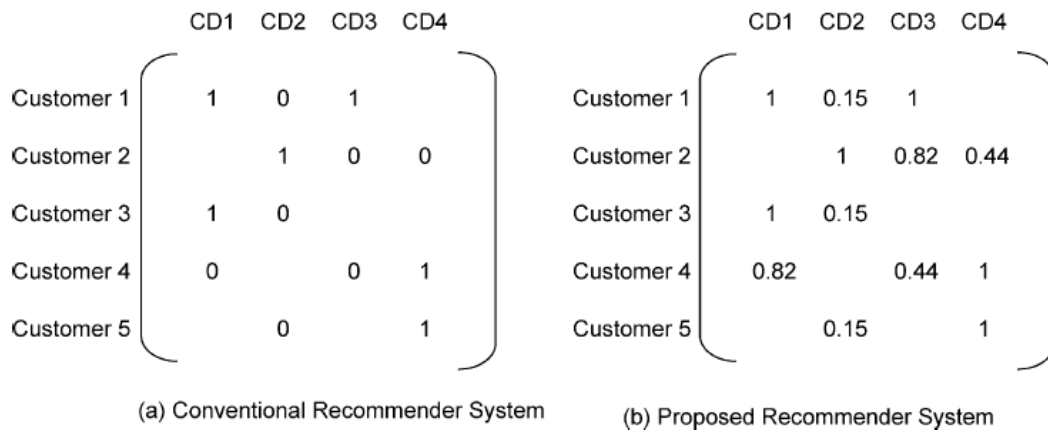 CD1 CD2 CD3 CD4
Customer 1 1 0 1
Customer 2 1 0 0
Customer 3 1 0
Customer 4 0 0 1
Customer 5 0 1
(a) Conventional Recommender System
CD1 CD2 CD3 CD4
Customer 1 1 0.15 1
Customer 2 1 0.82 0.44
Customer 3 1 0.15
Customer 4 0.82 0.44 1
Customer 5 0.15 1
(b) Proposed Recommender System